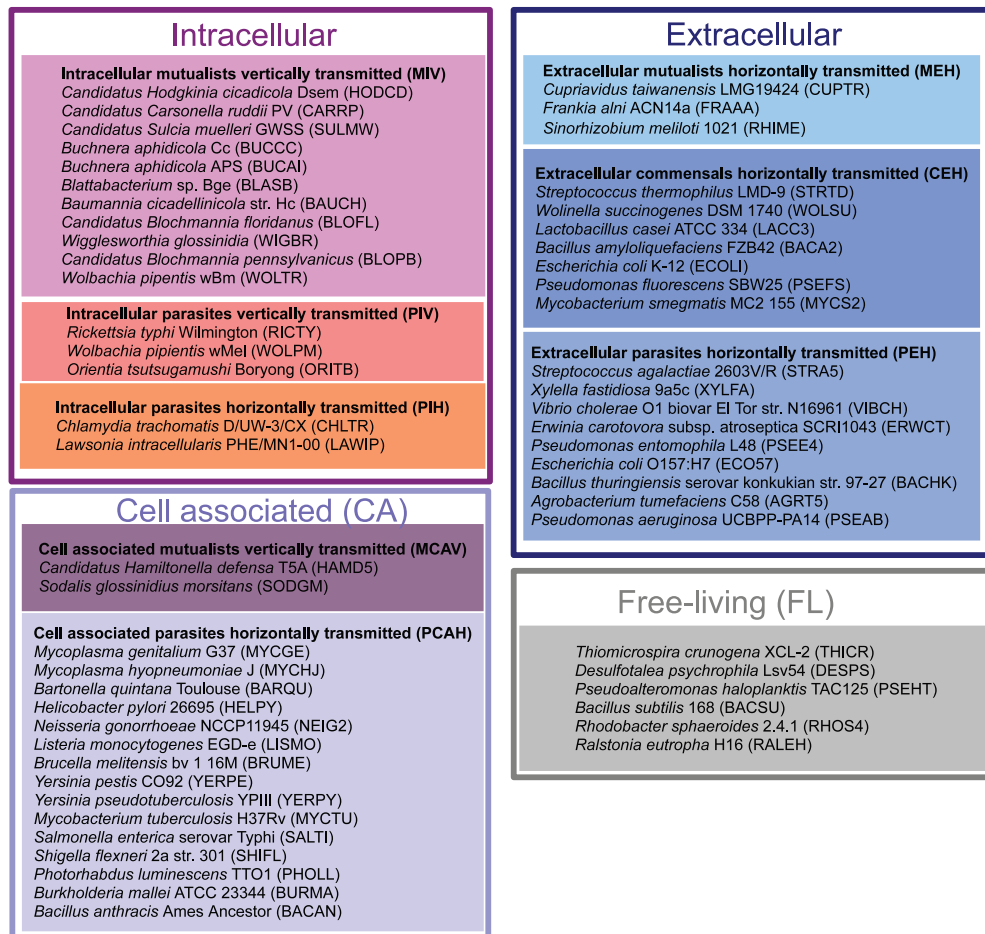 Intracellular
Intracellular mutualists vertically transmitted (MIV)
Candidatus Hodgkinia cicadicola Dsem (HODCD)
Candidatus Carsonella ruddii PV (CARRP)
Candidatus Sulcia muelleri GWSS (SULMW)
Buchnera aphidicola Cc (BUCCC)
Buchnera aphidicola APS (BUCAI)
Blattabacterium sp. Bge (BLASB)
Baumannia cicadellinicola str. Hc (BAUCH)
Candidatus Blochmannia floridanus (BLOFL)
Wigglesworthia glossinidia (WIGBR)
Candidatus Blochmannia pennsylvanicus (BLOPB)
Wolbachia pipentis wBm (WOLTR)
Intracellular parasites vertically transmitted (PIV)
Rickettsia typhi Wilmington (RICTY)
Wolbachia pipientis wMel (WOLPM)
Orientia tsutsugamushi Boryong (ORITB)
Intracellular parasites horizontally transmitted (PIH)
Chlamydia trachomatis D/UW-3/CX (CHLTR)
Lawsonia intracellularis PHE/MN1-00 (LAWIP)
Cell associated (CA)
Cell associated mutualists vertically transmitted (MCAV)
Candidatus Hamiltonella defensa T5A (HAMD5)
Sodalis glossinidius morsitans (SODGM)
Cell associated parasites horizontally transmitted (PCAH)
Mycoplasma genitalium G37 (MYCGE)
Mycoplasma hyopneumoniae J (MYCHJ)
Bartonella quintana Toulouse (BARQU)
Helicobacter pylori 26695 (HELPY)
Neisseria gonorrhoeae NCCP11945 (NEIG2)
Listeria monocytogenes EGD-e (LISMO)
Brucella melitensis bv 1 16M (BRUME)
Yersinia pestis CO92 (YERPE)
Yersinia pseudotuberculosis YPIII (YERPY)
Mycobacterium tuberculosis H37Rv (MYCTU)
Salmonella enterica serovar Typhi (SALTI)
Shigella flexneri 2a str. 301 (SHIFL)
Photorhabdus luminescens TTO1 (PHOLL)
Burkholderia mallei ATCC 23344 (BURMA)
Bacillus anthracis Ames Ancestor (BACAN)
Extracellular
Extracellular mutualists horizontally transmitted (MEH)
Cupriavidus taiwanensis LMG19424 (CUPTR)
Frankia alni ACN14a (FRAAA)
Sinorhizobium meliloti 1021 (RHIME)
Extracellular commensals horizontally transmitted (CEH)
Streptococcus thermophilus LMD-9 (STRTD)
Wolinella succinogenes DSM 1740 (WOLSU)
Lactobacillus casei ATCC 334 (LACC3)
Bacillus amyloliquefaciens FZB42 (BACA2)
Escherichia coli K-12 (ECOLI)
Pseudomonas fluorescens SBW25 (PSEFS)
Mycobacterium smegmatis MC2 155 (MYCS2)
Extracellular parasites horizontally transmitted (PEH)
Streptococcus agalactiae 2603V/R (STRA5)
Xylella fastidiosa 9a5c (XYLFA)
Vibrio cholerae O1 biovar El Tor str. N16961 (VIBCH)
Erwinia carotovora subsp. atroseptica SCRI1043 (ERWCT)
Pseudomonas entomophila L48 (PSEE4)
Escherichia coli O157:H7 (ECO57)
Bacillus thuringiensis serovar konkukian str. 97-27 (BACHK)
Agrobacterium tumefaciens C58 (AGRT5)
Pseudomonas aeruginosa UCBPP-PA14 (PSEAB)
Free-living (FL)
Thiomicrospira crunogena XCL-2 (THICR)
Desulfotalea psychrophila Lsv54 (DESPS)
Pseudoalteromonas haloplanktis TAC125 (PSEHT)
Bacillus subtilis 168 (BACSU)
Rhodobacter sphaeroides 2.4.1 (RHOS4)
Ralstonia eutropha H16 (RALEH)